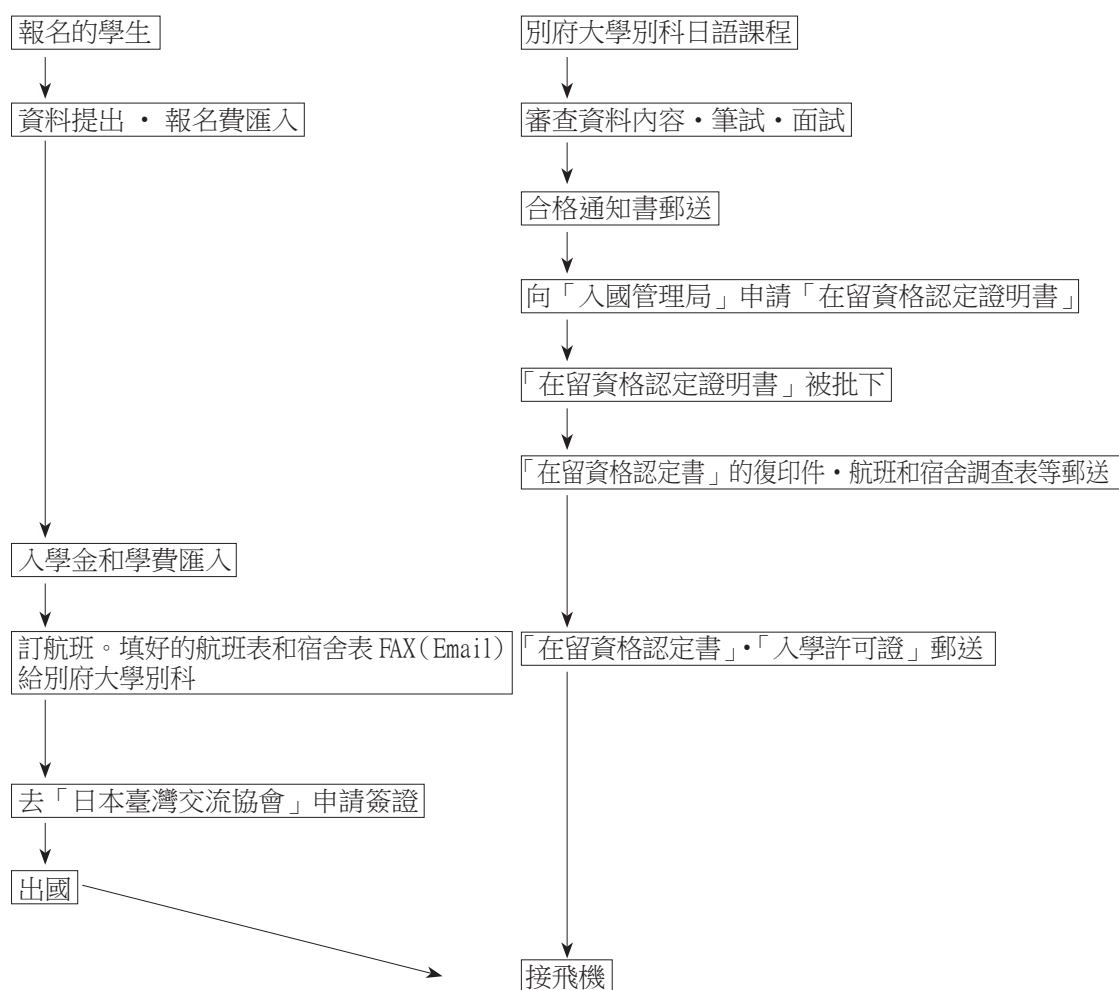 報名的學生
別府大學別科日語課程
資料提出 ・ 報名費匯入
審查資料內容・筆試・面試
合格通知書郵送
向「入國管理局」申請「在留資格認定證明書」
「在留資格認定證明書」被批下
「在留資格認定書」的復印件・航班和宿舍調查表等郵送
入學金和學費匯入
訂航班。填好的航班表和宿舍表 FAX(Email)
給別府大學別科
「在留資格認定書」・「入學許可證」郵送
去「日本臺灣交流協會」申請簽證
出國
接飛機